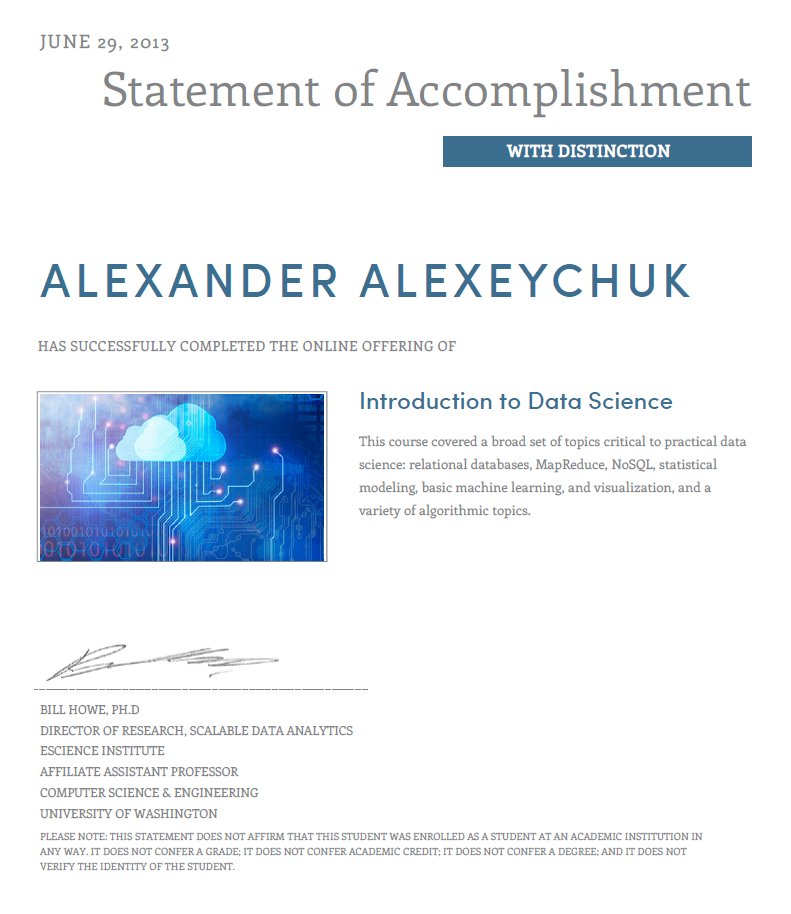 JUNE 29, 2013
Statement of Accomplishment
WITH DISTINCTION
ALEXANDER ALEXEYCHUK
HAS SUCCESSFULLY COMPLETED THE ONLINE OFFERING OF
Introduction to Data Science
This course covered a broad set of topics critical to practical data
science: relational databases, MapReduce, NoSQL, statistical
modeling, basic machine learning, and visualization, and a
variety of algorithmic topics.
BILL HOWE, PH.D
DIRECTOR OF RESEARCH, SCALABLE DATA ANALYTICS
ESCIENCE INSTITUTE
AFFILIATE ASSISTANT PROFESSOR
COMPUTER SCIENCE & ENGINEERING
UNIVERSITY OF WASHINGTON
PLEASE NOTE: THIS STATEMENT DOES NOT AFFIRM THAT THIS STUDENT WAS ENROLLED AS A STUDENT AT AN ACADEMIC INSTITUTION IN
ANY WAY. IT DOES NOT CONFER A GRADE; IT DOES NOT CONFER ACADEMIC CREDIT; IT DOES NOT CONFER A DEGREE; AND IT DOES NOT
VERIFY THE IDENTITY OF THE STUDENT.